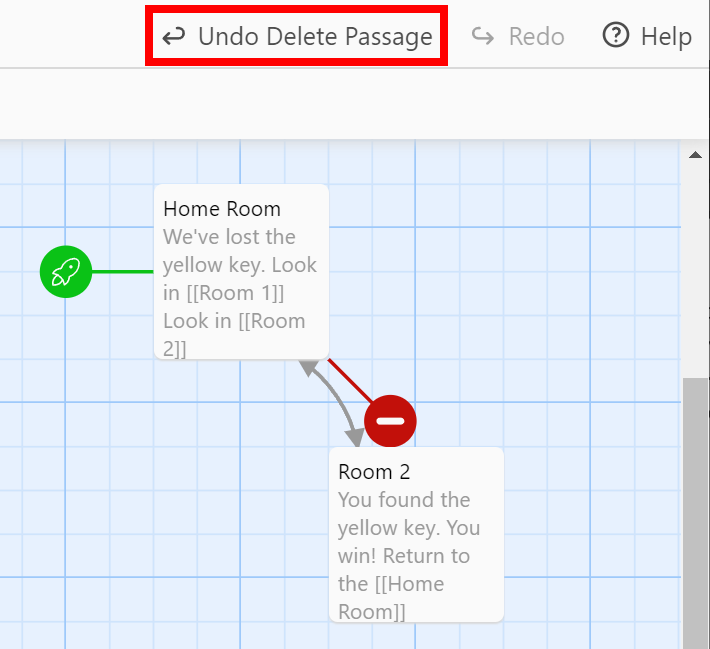 Undo Delete Passage Redo Help
Home Room
We've lost the
yellow key. Look
in [[Room 1]]
Look in [[Room
2]]
Room 2
You found the
yellow key. You
win! Return to
the [[Home
Room]]